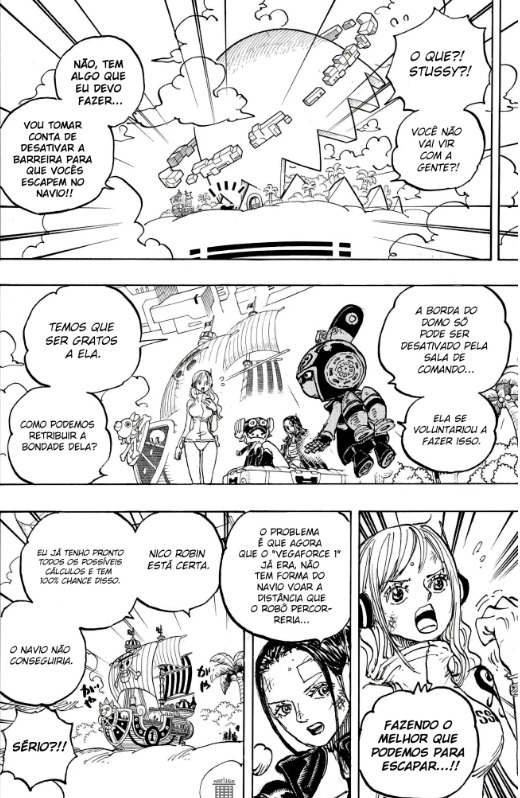 O QUE?!
STUSSY?!
VOCÊ NÃO
VAI VIR
COM A
GENTE?!
NÃO, TEM
ALGO QUE
EU DEVO
FAZER...
VOU TOMAR
CONTA DE
DESATIVAR A
BARREIRA PARA
QUE VOCÊS
ESCAPEM NO
NAVIO!!
A BORDA DO
DOMO SÓ
PODE SER
DESATIVADO PELA
SALA DE
COMANDO...
ELA SE
VOLUNTARIOU A
FAZER ISSO.
TEMOS QUE
SER GRATOS
A ELA.
COMO PODEMOS
RETRIBUIR A
BONDADE DELA?
FAZENDO O
MELHOR QUE
PODEMOS PARA
ESCAPAR...!!
O PROBLEMA
É QUE AGORA
QUE O "VEGAFORCE 1"
JÁ ERA, NÃO
TEM FORMA DO
NAVIO VOAR A
DISTÂNCIA QUE
O ROBÔ PERCOR-
RERIA...
NICO ROBIN
ESTÁ CERTA.
EU JÁ TENHO PRONTO
TODOS OS POSSÍVEIS
CÁLCULOS E TEM
100% CHANCE DISSO.
O NAVIO NÃO
CONSEGUIRIA.
SÉRIO?!!